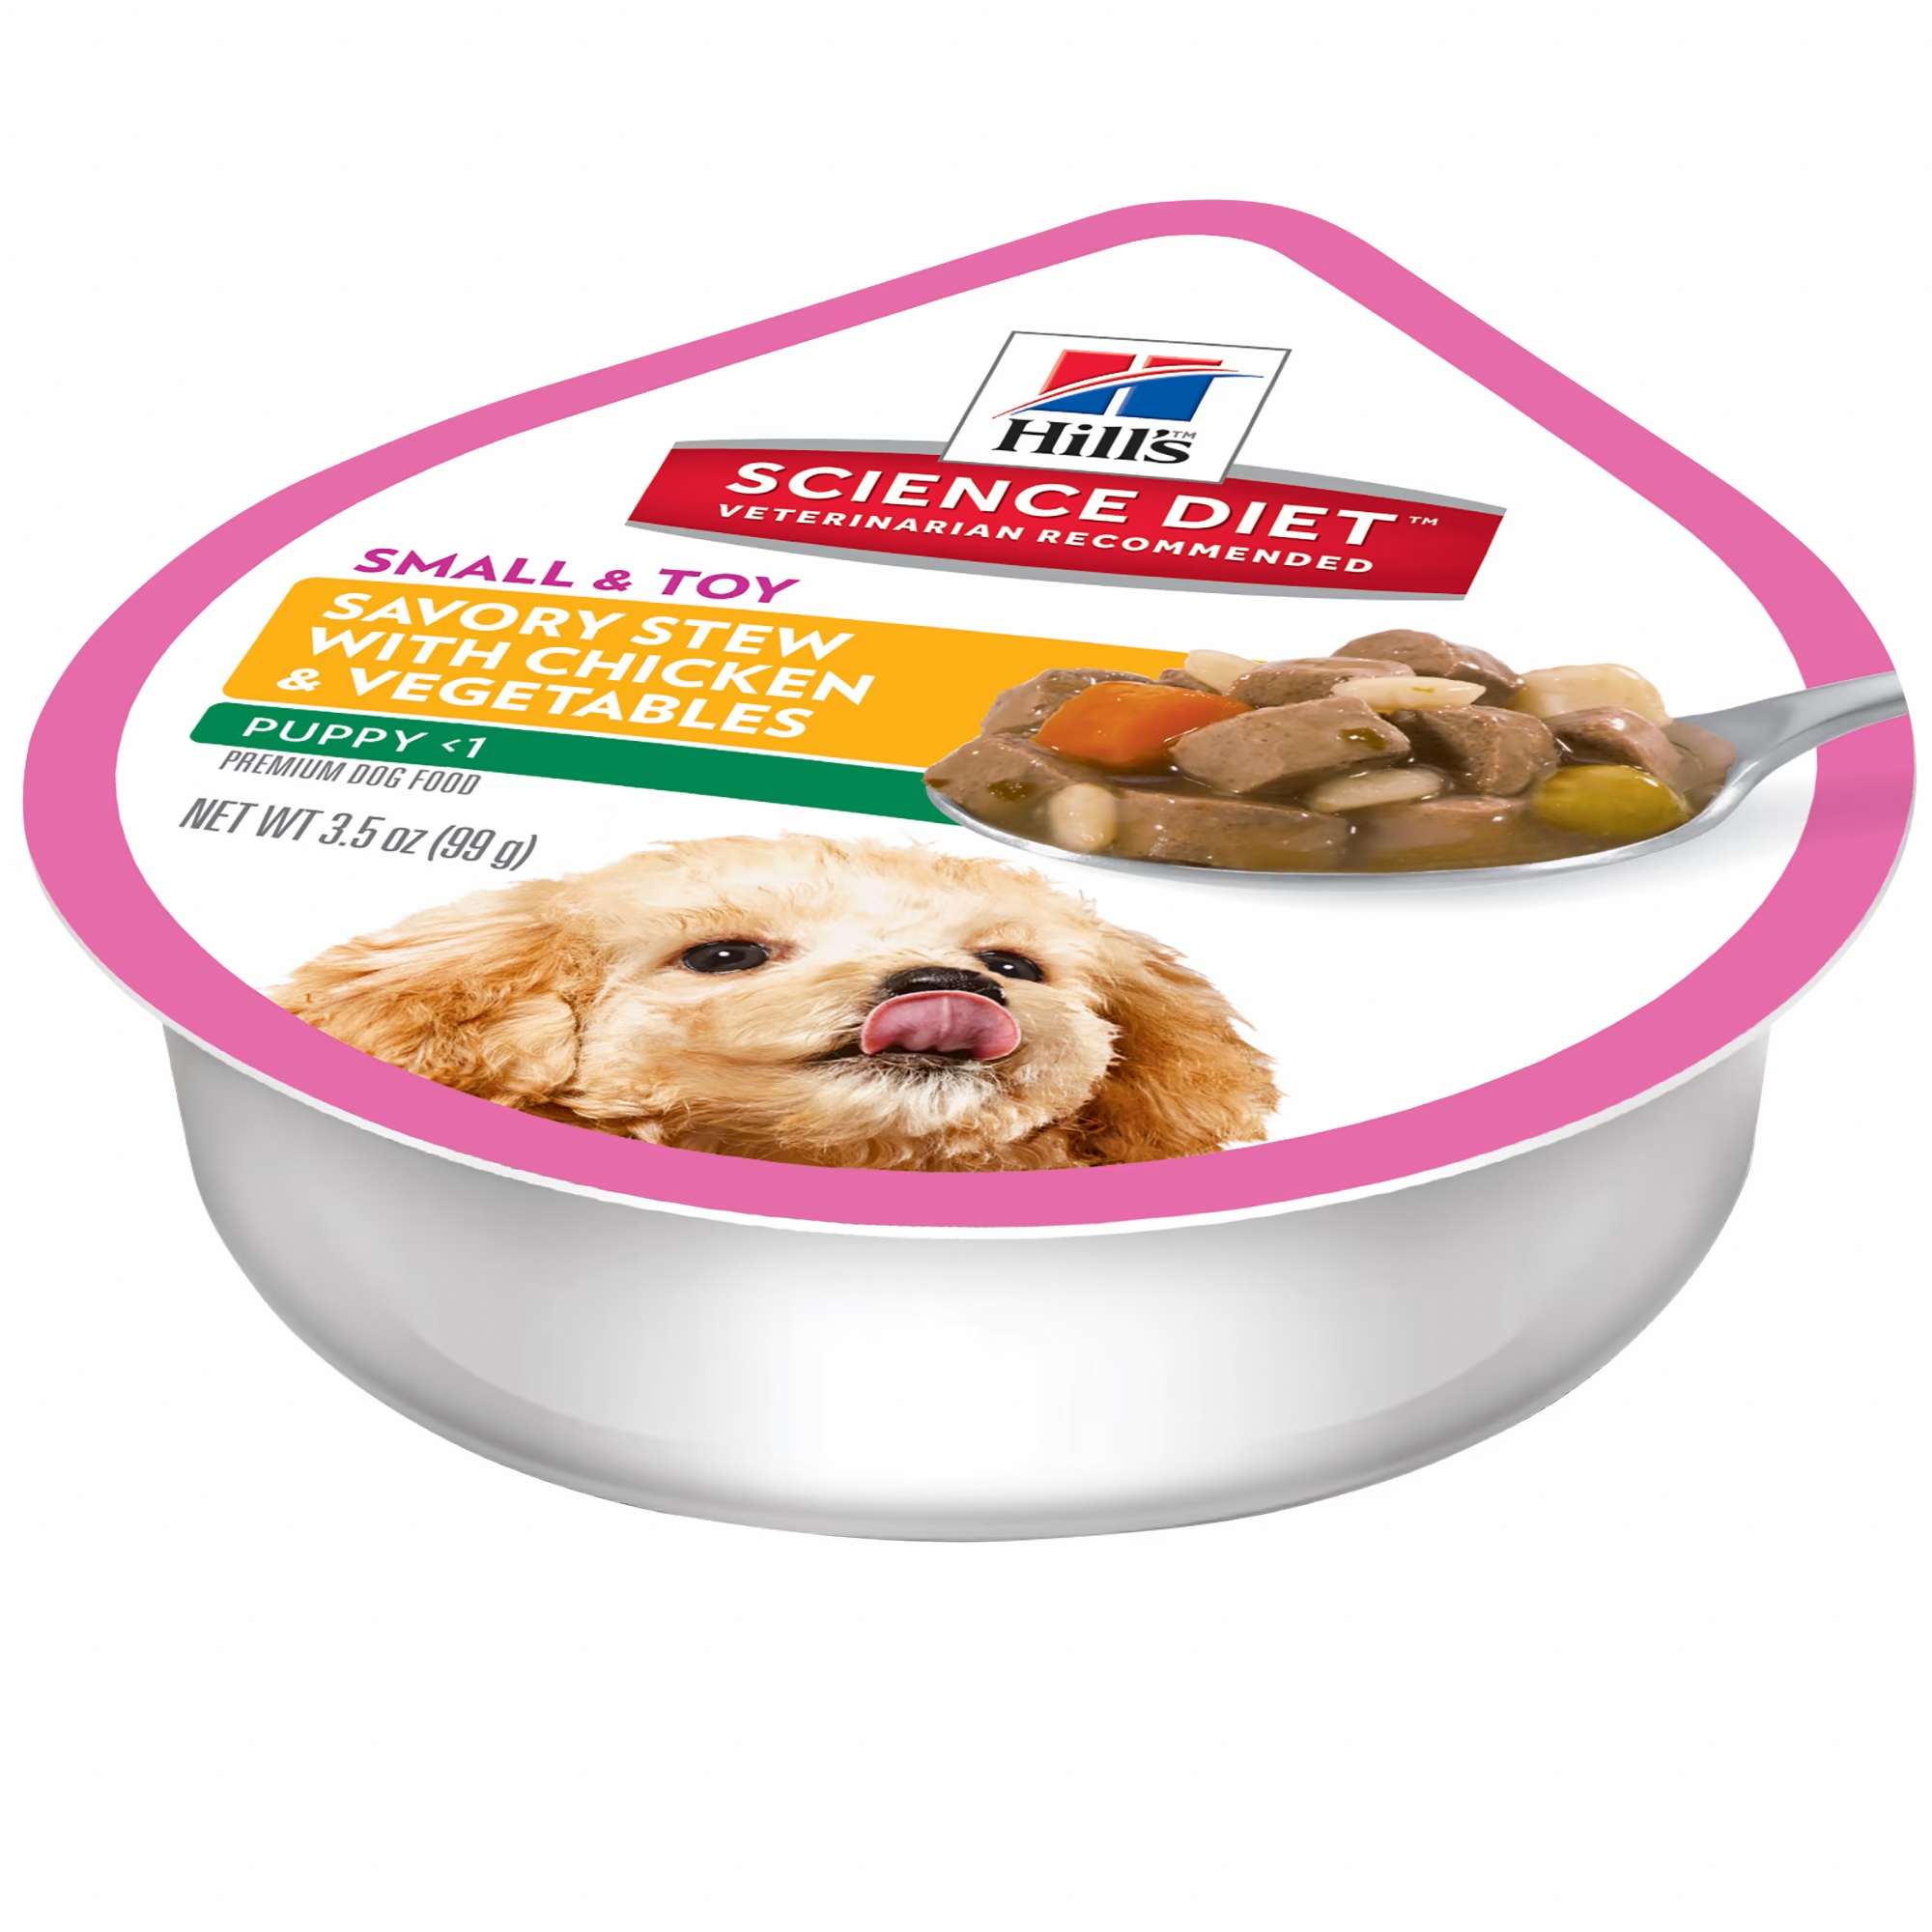 Hill's™
SCIENCE DIET™
VETERINARIAN RECOMMENDED
SMALL & TOY
SAVORY STEW
WITH CHICKEN
& VEGETABLES
PUPPY <1
PREMIUM DOG FOOD
NET WT 3.5 oz (99 g)